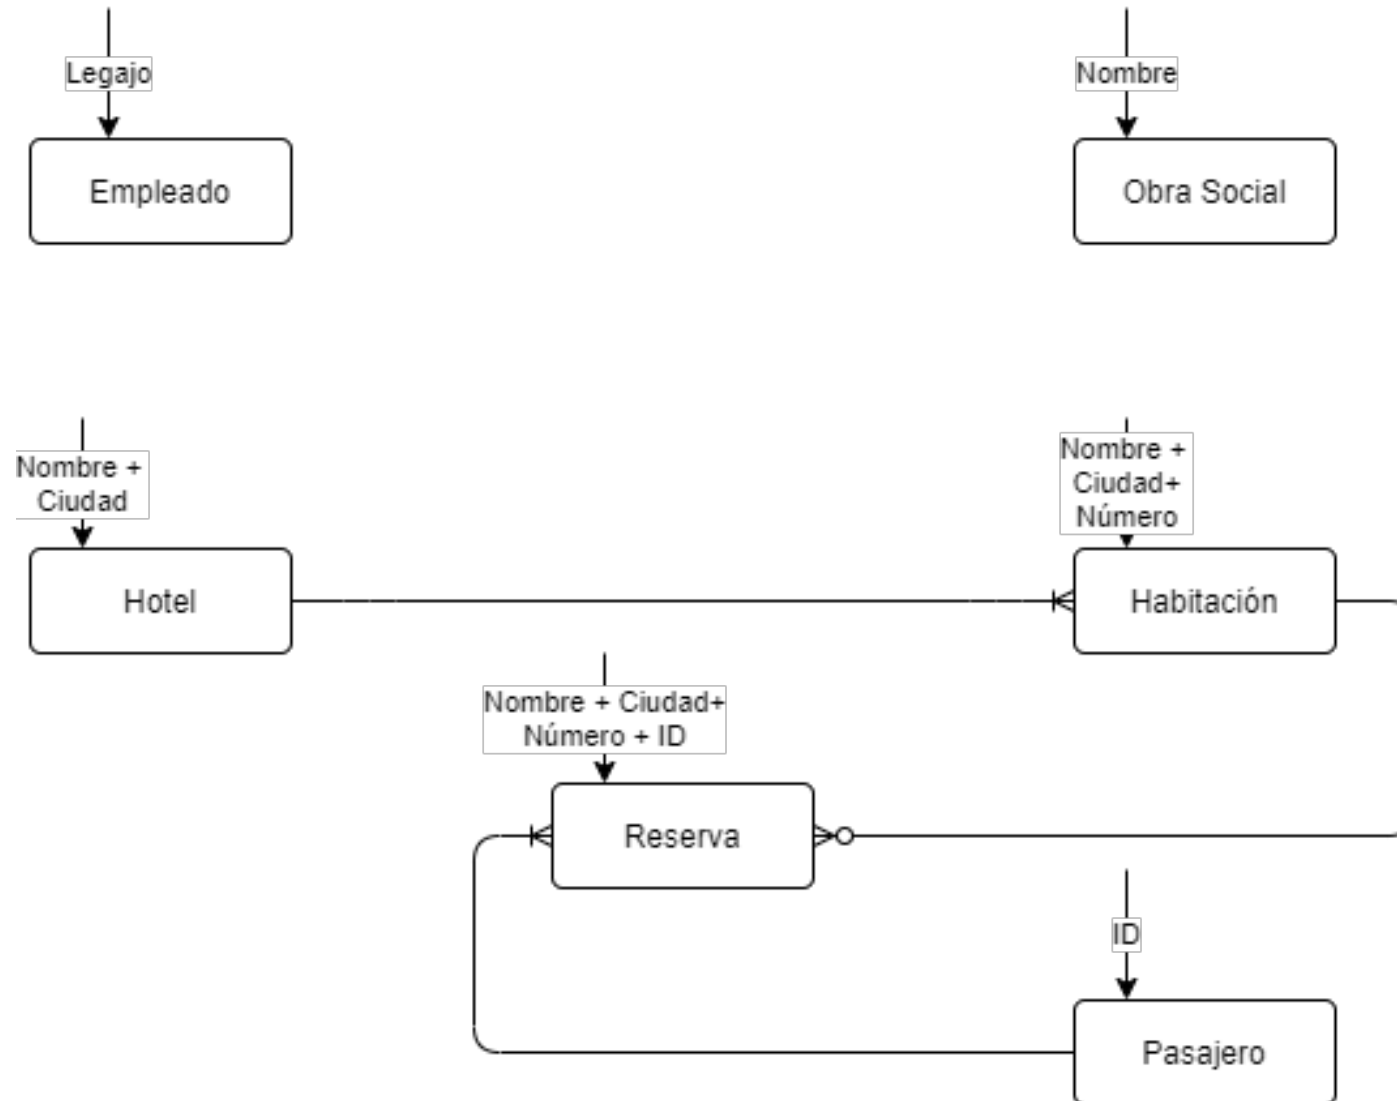 Legajo
Nombre
Empleado
Obra Social
Nombre +
Ciudad
Nombre +
Ciudad+
Número
Hotel
Habitación
Nombre + Ciudad+
Número + ID
Reserva
ID
Pasajero